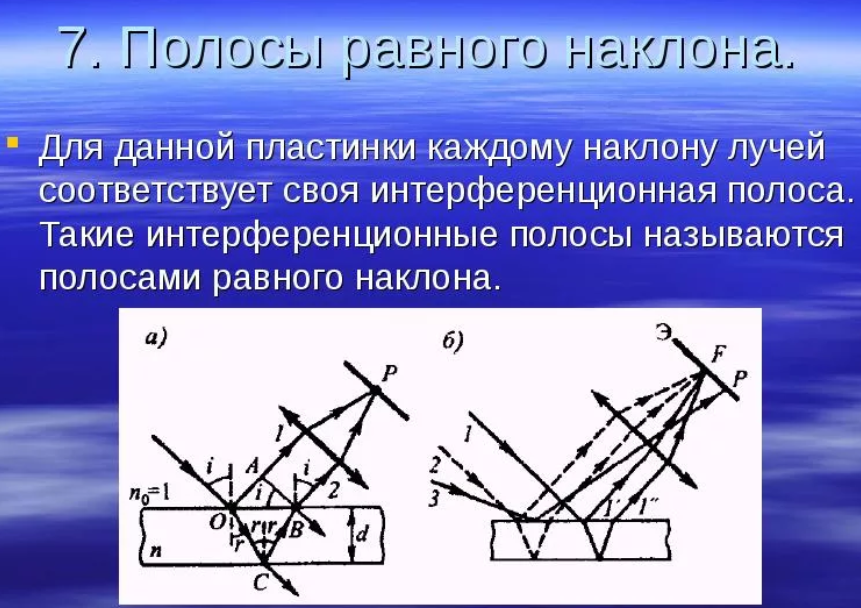 7. Полосы равного наклона.
Для данной пластинки каждому наклону лучей
соответствует своя интерференционная полоса.
Такие интерференционные полосы называются
полосами равного наклона.
а)
P
1
i
A
i
i
2
n₀=1
O
r
r
r
B
d
n
C
б)
Э
F
P
1
2
3
1′
1″